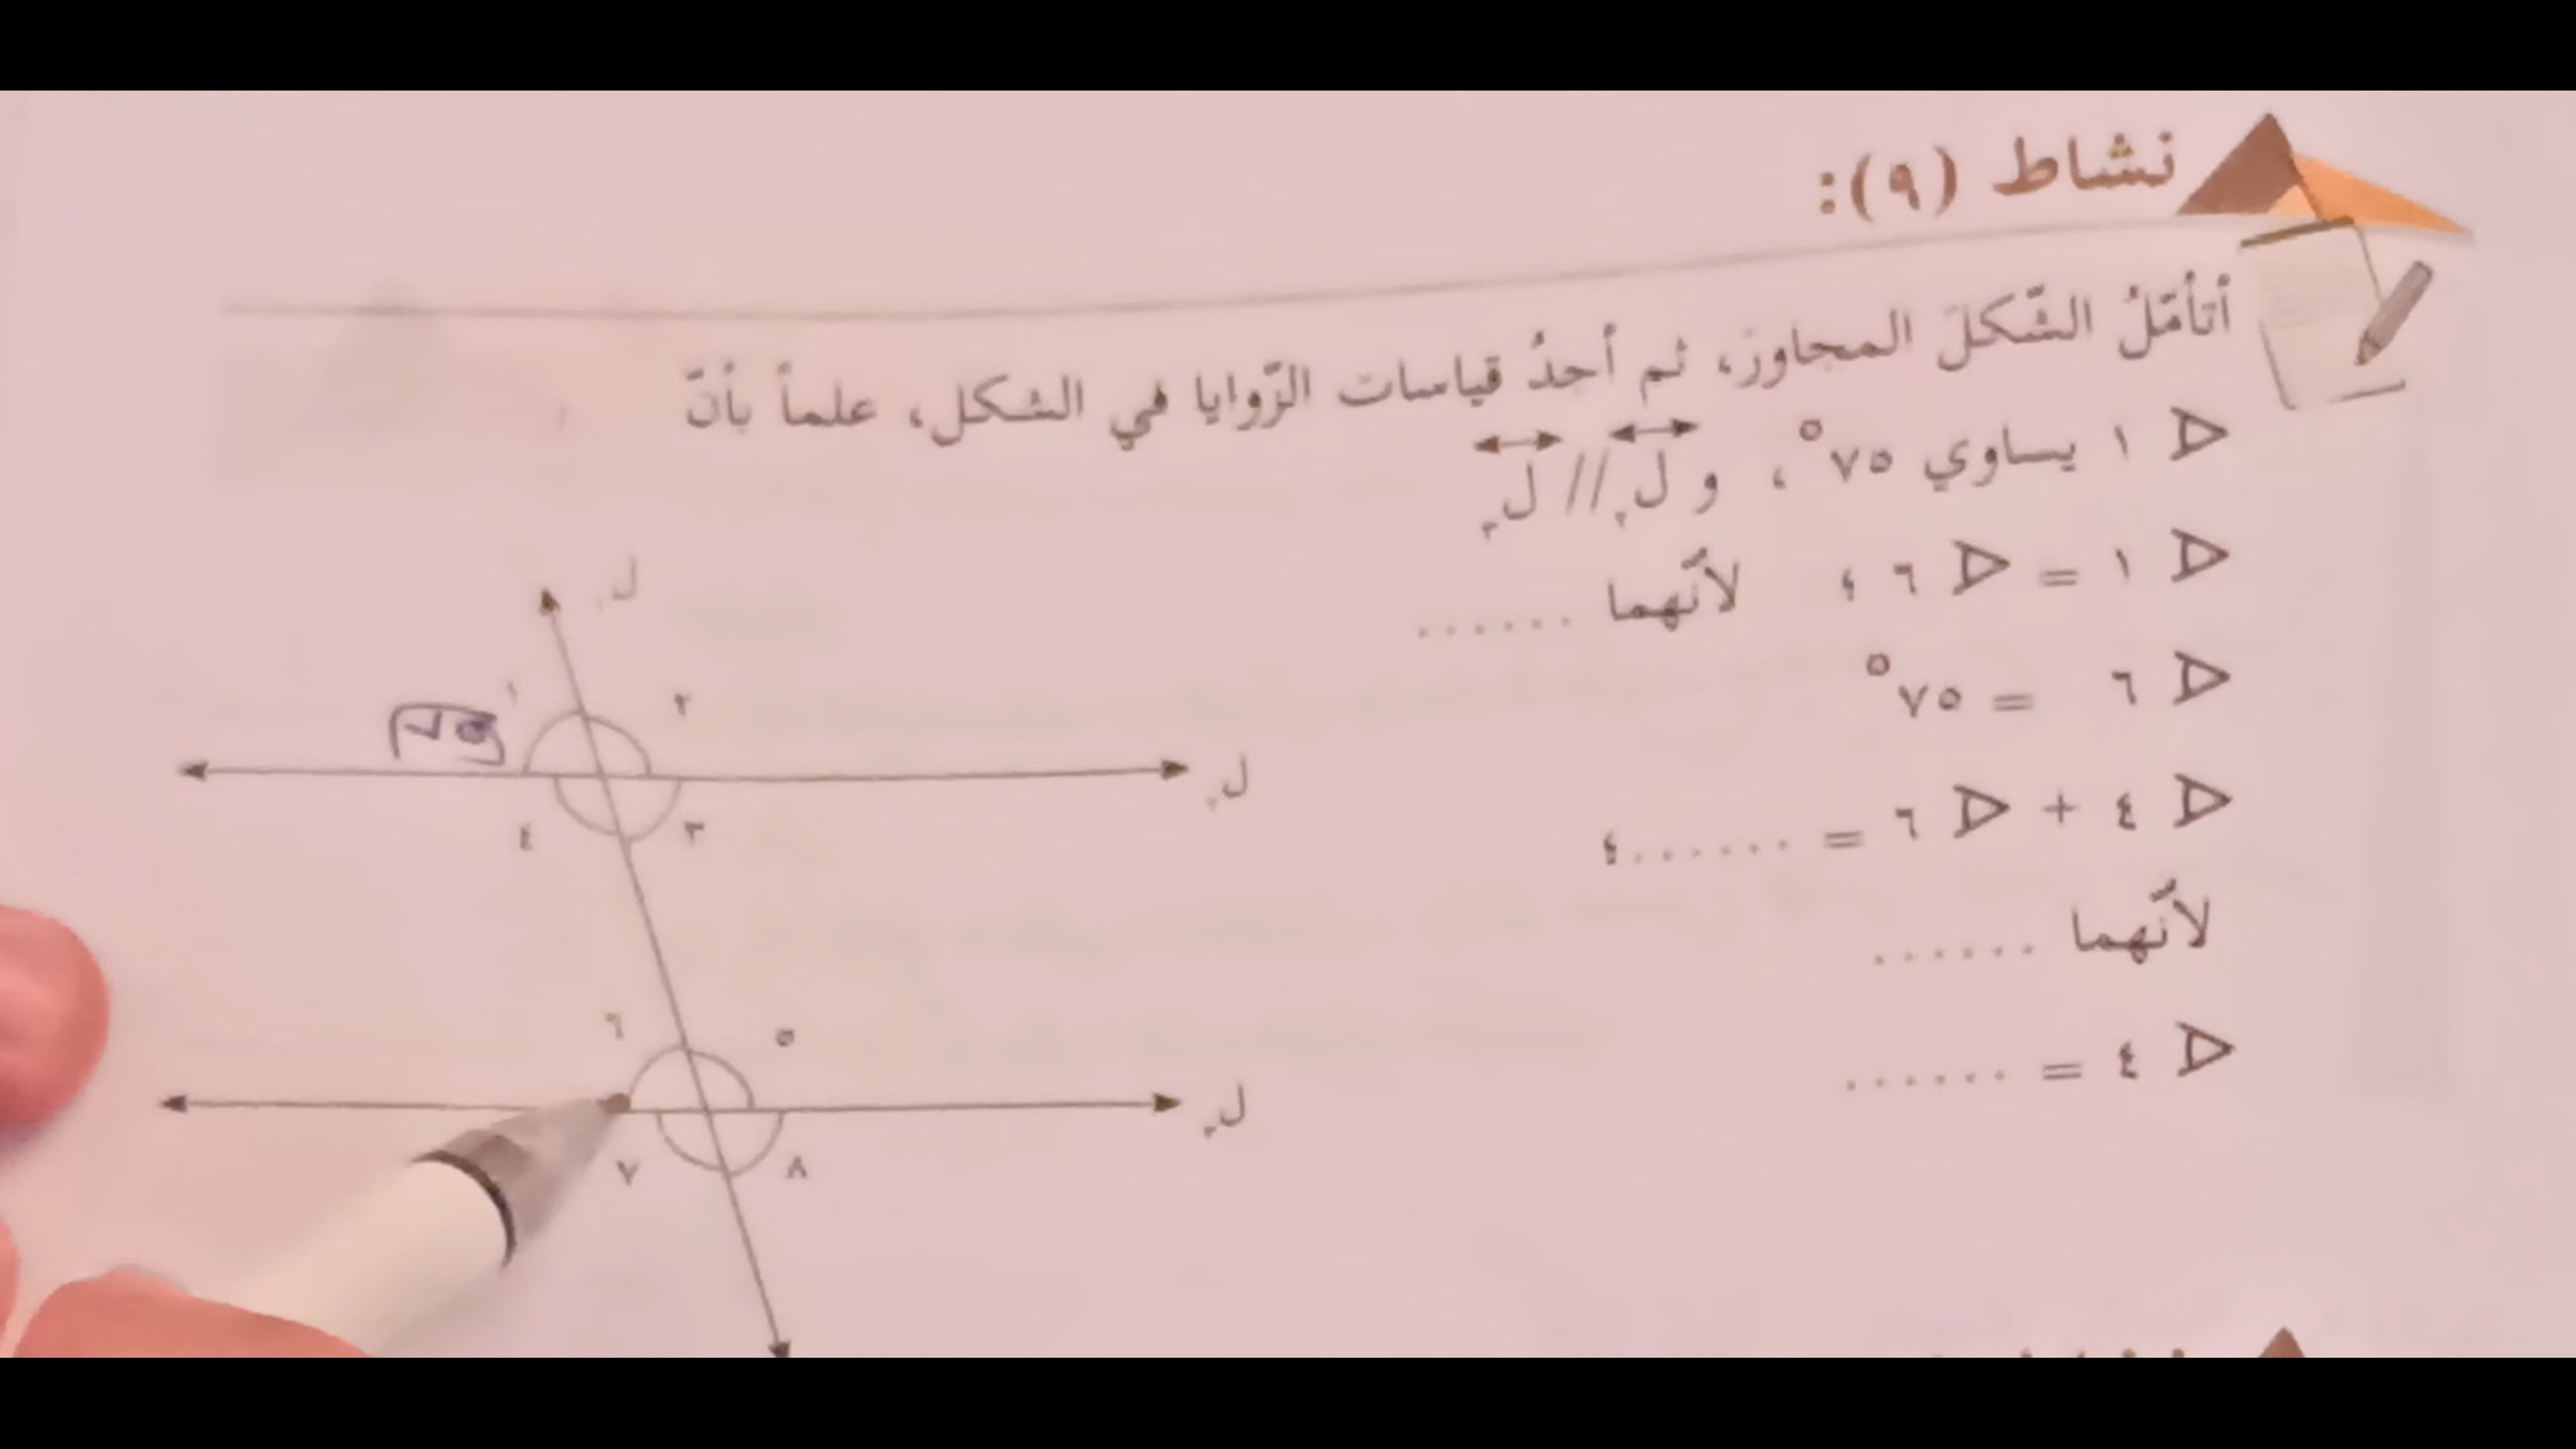 نشاط (٩):
أتأمّلُ الشّكلَ المجاورَ، ثم أجدُ قياسات الزّوايا في الشكل، علماً بأنّ
∢ ١ يساوي ٧٥°، و ل٢ // ل٣
∢ ١ = ∢ ٦ ؛ لأنّهما ......
∢ ٦ = ٧٥°
∢ ٤ + ∢ ٦ = ......؛
لأنّهما ......
∢ ٤ = ......
ل١
١
٢
٧٥
ل٢
٤
٣
٦
٥
ل٣
٧
٨